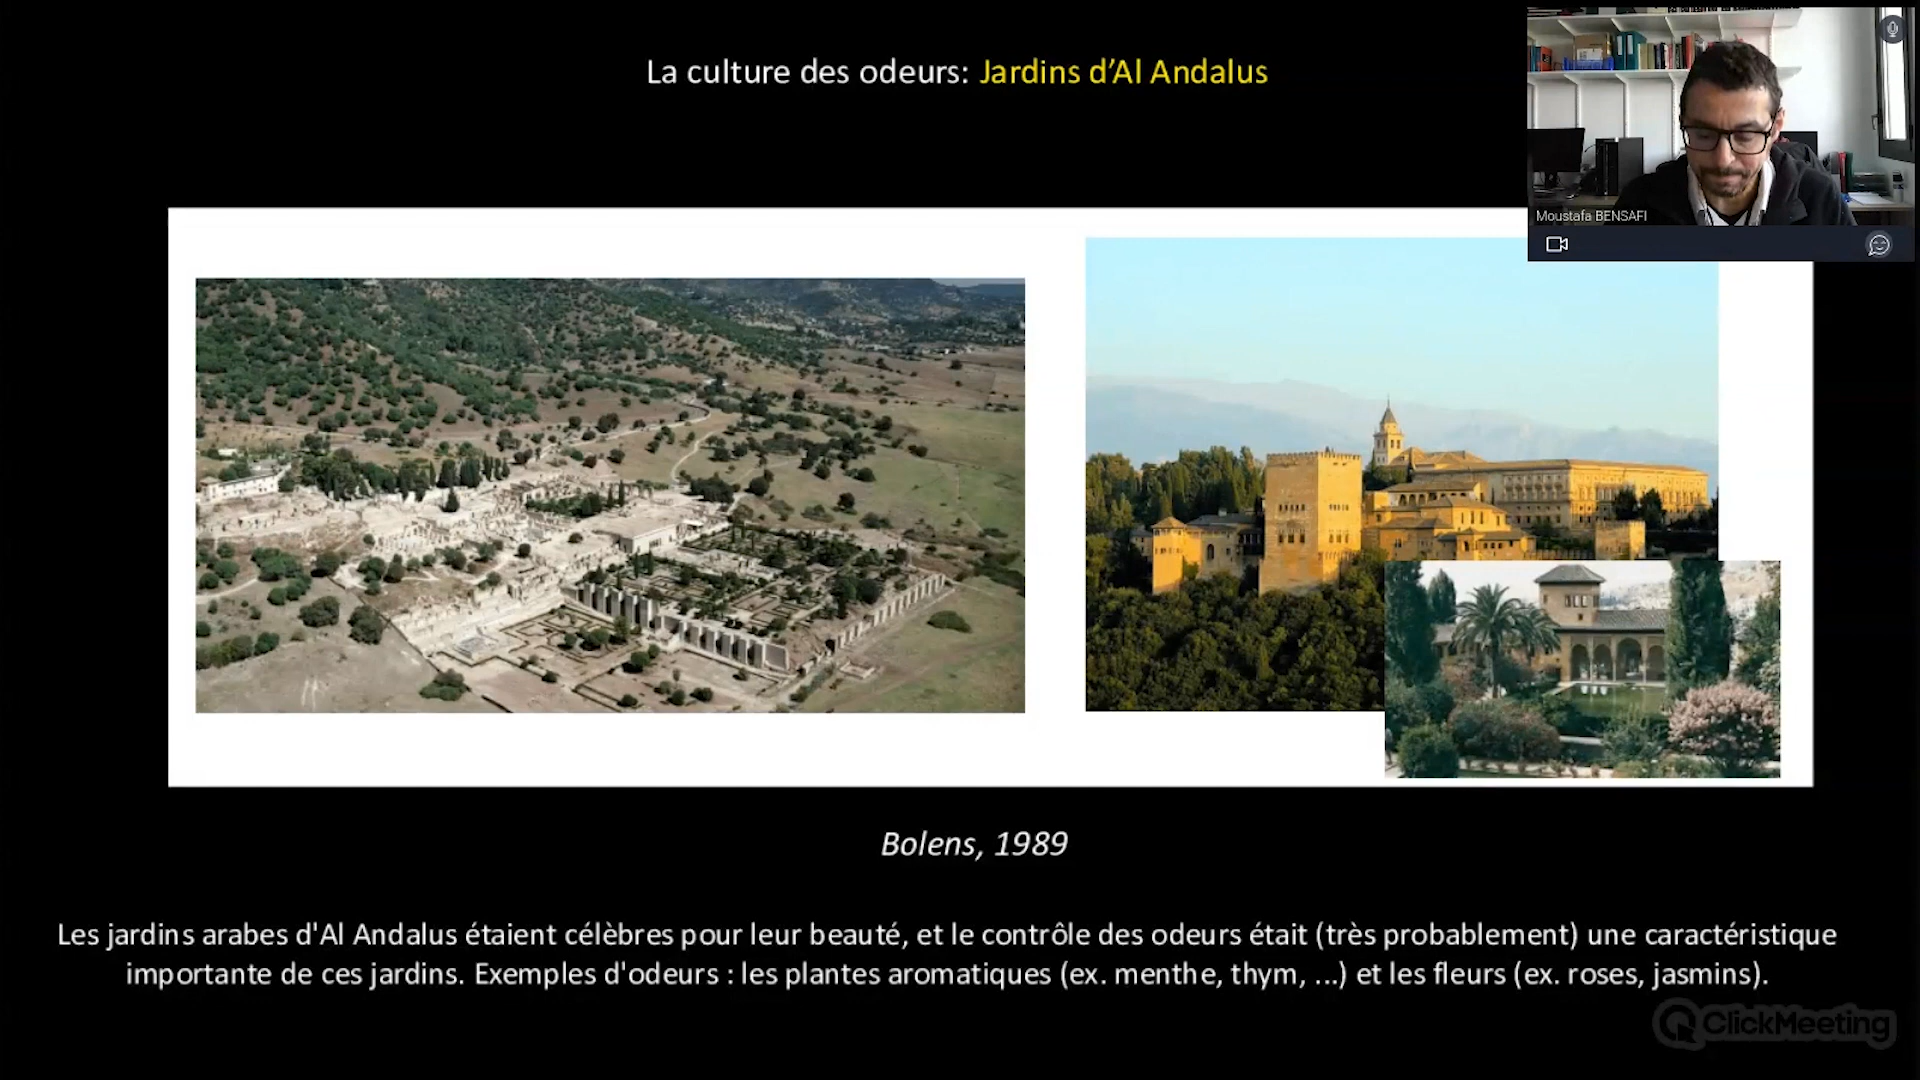 La culture des odeurs: Jardins d’Al Andalus
Moustafa BENSAFI
Bolens, 1989
Les jardins arabes d'Al Andalus étaient célèbres pour leur beauté, et le contrôle des odeurs était (très probablement) une caractéristique
importante de ces jardins. Exemples d'odeurs : les plantes aromatiques (ex. menthe, thym, ...) et les fleurs (ex. roses, jasmins).
ClickMeeting